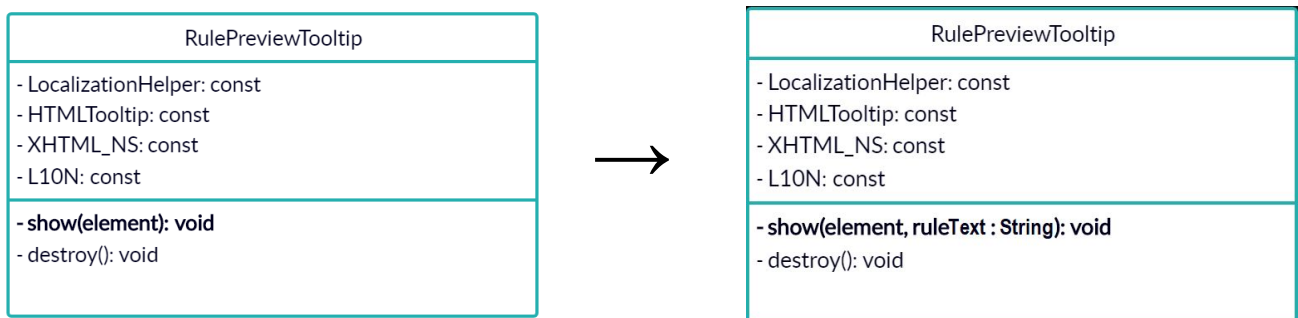 RulePreviewTooltip
- LocalizationHelper: const
- HTMLTooltip: const
- XHTML_NS: const
- L10N: const
- show(element): void
- destroy(): void
RulePreviewTooltip
- LocalizationHelper: const
- HTMLTooltip: const
- XHTML_NS: const
- L10N: const
- show(element, ruleText : String): void
- destroy(): void